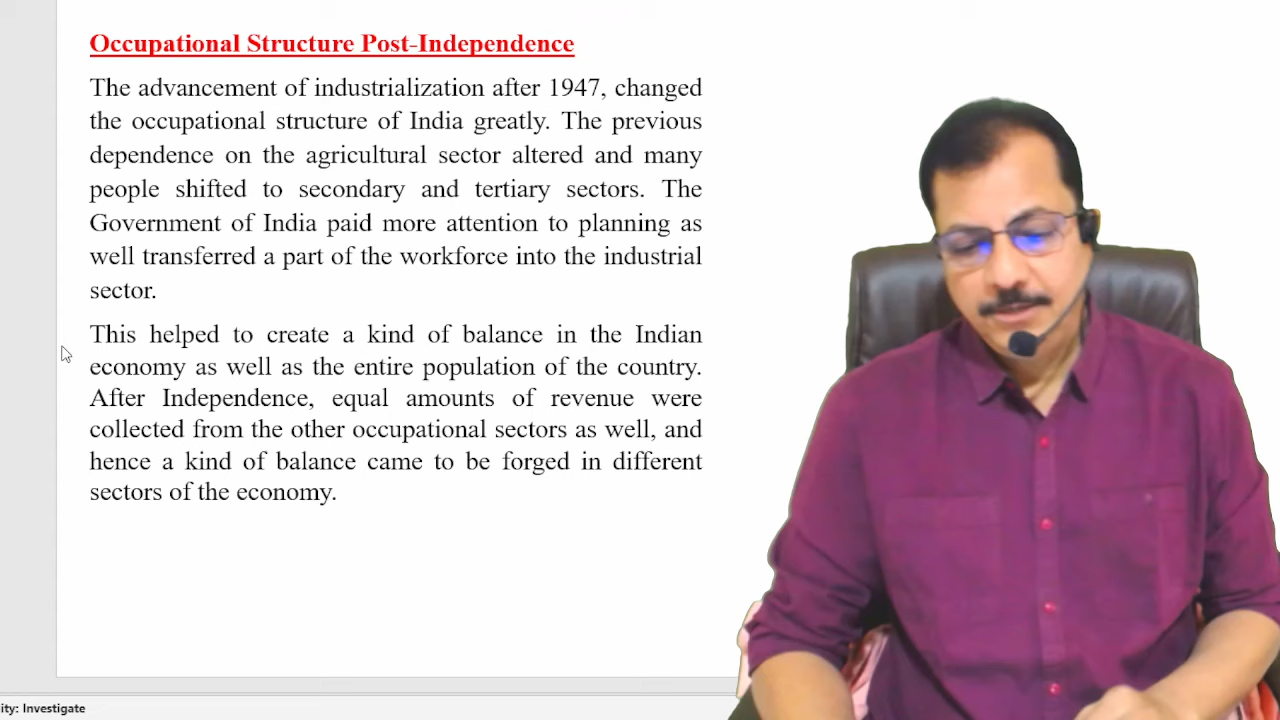 Occupational Structure Post-Independence
The advancement of industrialization after 1947, changed
the occupational structure of India greatly. The previous
dependence on the agricultural sector altered and many
people shifted to secondary and tertiary sectors. The
Government of India paid more attention to planning as
well transferred a part of the workforce into the industrial
sector.
This helped to create a kind of balance in the Indian
economy as well as the entire population of the country.
After Independence, equal amounts of revenue were
collected from the other occupational sectors as well, and
hence a kind of balance came to be forged in different
sectors of the economy.
ity: Investigate